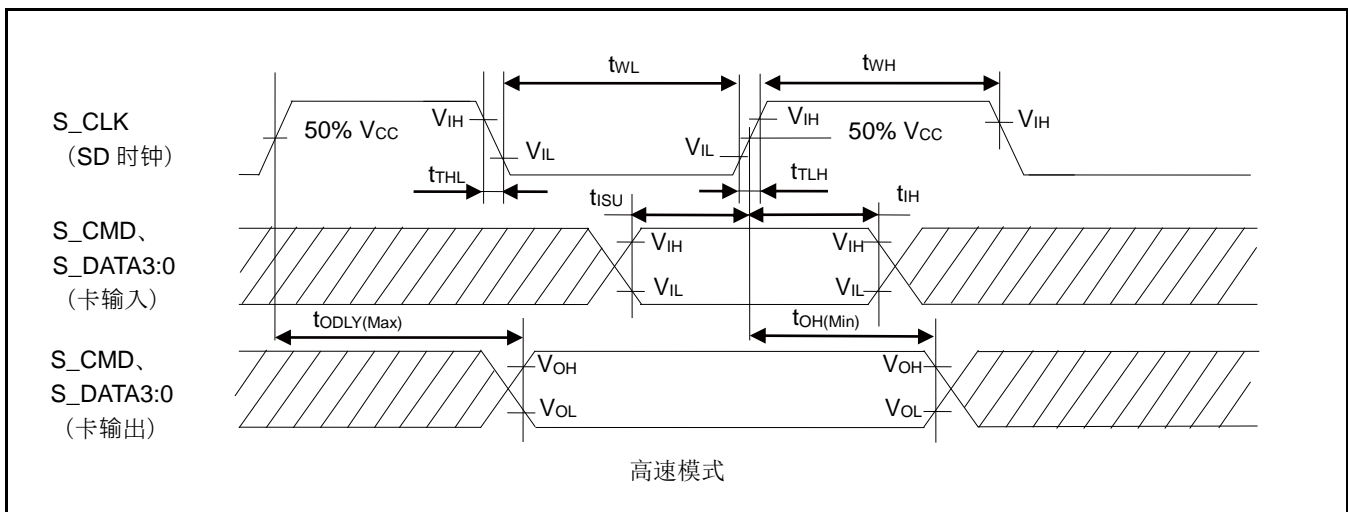 tWL
tWH
S_CLK
(SD 时钟)
50% VCC
VIH
VIL
VIL
VIH
50% VCC
VIH
tTHL
tTLH
tISU
tIH
S_CMD、
S_DATA3:0
(卡输入)
VIH
VIL
VIH
VIL
tODLY(Max)
tOH(Min)
S_CMD、
S_DATA3:0
(卡输出)
VOH
VOL
VOH
VOL
高速模式